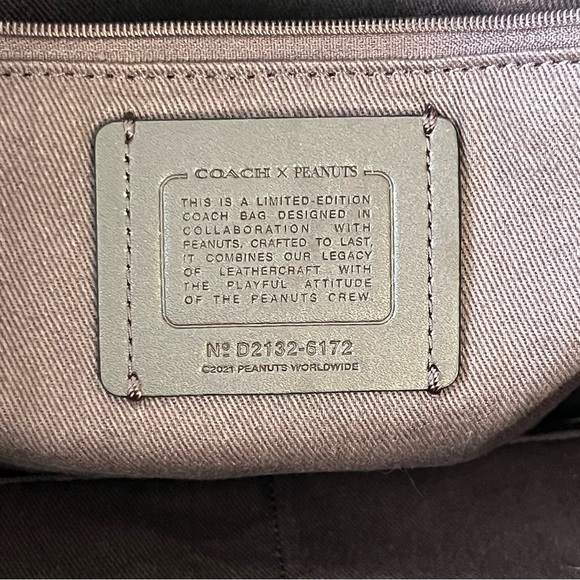 COACH × PEANUTS
THIS IS A LIMITED-EDITION
COACH BAG DESIGNED IN
COLLABORATION WITH
PEANUTS. CRAFTED TO LAST,
IT COMBINES OUR LEGACY
OF LEATHERCRAFT WITH
THE PLAYFUL ATTITUDE
OF THE PEANUTS CREW.
Nº D2132-6172
©2021 PEANUTS WORLDWIDE